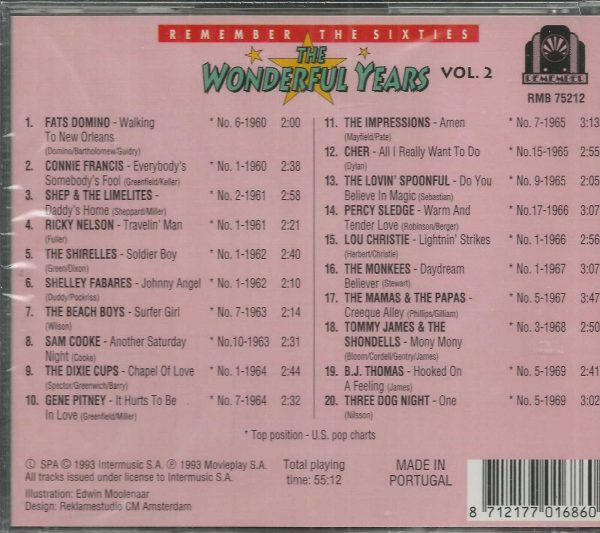 REMEMBER THE SIXTIES
THE
WONDERFUL YEARS VOL. 2
REMEMBER
RMB 75212
1. FATS DOMINO - Walking * No. 6-1960 2:00
To New Orleans
(Domino/Bartholomew/Guidry)
2. CONNIE FRANCIS - Everybody's * No. 1-1960 2:38
Somebody's Fool (Greenfield/Keller)
3. SHEP & THE LIMELITES - * No. 2-1961 2:58
Daddy's Home (Sheppard/Miller)
4. RICKY NELSON - Travelin' Man * No. 1-1961 2:21
(Fuller)
5. THE SHIRELLES - Soldier Boy * No. 1-1962 2:40
(Green/Dixon)
6. SHELLEY FABARES - Johnny Angel * No. 1-1962 2:10
(Duddy/Pockriss)
7. THE BEACH BOYS - Surfer Girl * No. 7-1963 2:14
(Wilson)
8. SAM COOKE - Another Saturday * No.10-1963 2:31
Night (Cooke)
9. THE DIXIE CUPS - Chapel Of Love * No. 1-1964 2:44
(Spector/Greenwich/Barry)
10. GENE PITNEY - It Hurts To Be * No. 7-1964 2:32
In Love (Greenfield/Miller)
11. THE IMPRESSIONS - Amen * No. 7-1965 3:13
(Mayfield/Pate)
12. CHER - All I Really Want To Do * No.15-1965 2:55
(Dylan)
13. THE LOVIN' SPOONFUL - Do You * No. 9-1965 2:05
Believe In Magic (Sebastian)
14. PERCY SLEDGE - Warm And * No.17-1966 3:07
Tender Love (Robinson/Berger)
15. LOU CHRISTIE - Lightnin' Strikes * No. 1-1966 2:56
(Herbert/Christie)
16. THE MONKEES - Daydream * No. 1-1967 3:07
Believer (Stewart)
17. THE MAMAS & THE PAPAS - * No. 5-1967 3:47
Creeque Alley (Phillips/Gilliam)
18. TOMMY JAMES & THE * No. 3-1968 2:50
SHONDELLS - Mony Mony
(Bloom/Cordell/Gentry/James)
19. B.J. THOMAS - Hooked On * No. 5-1969 2:41
A Feeling (James)
20. THREE DOG NIGHT - One * No. 5-1969 3:02
(Nilsson)
* Top position - U.S. pop charts
Ⓛ SPA © 1993 Intermusic S.A. ℗ 1993 Movieplay S.A.
All tracks issued under license to Intermusic S.A.
Illustration: Edwin Moolenaar
Design: Reklamestudio CM Amsterdam
Total playing
time: 55:12
MADE IN
PORTUGAL
8 712177 016860